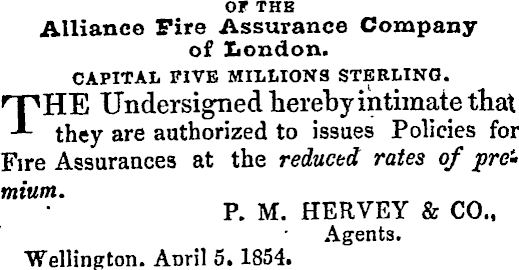 OF THE
Alliance Fire Assurance Company
of London.
CAPITAL FIVE MILLIONS STERLING.
THE Undersigned hereby intimate that
they are authorized to issues Policies for
Fire Assurances at the reduced rates of pre-
mium.
P. M. HERVEY & CO.,
Agents.
Wellington, April 5, 1854.